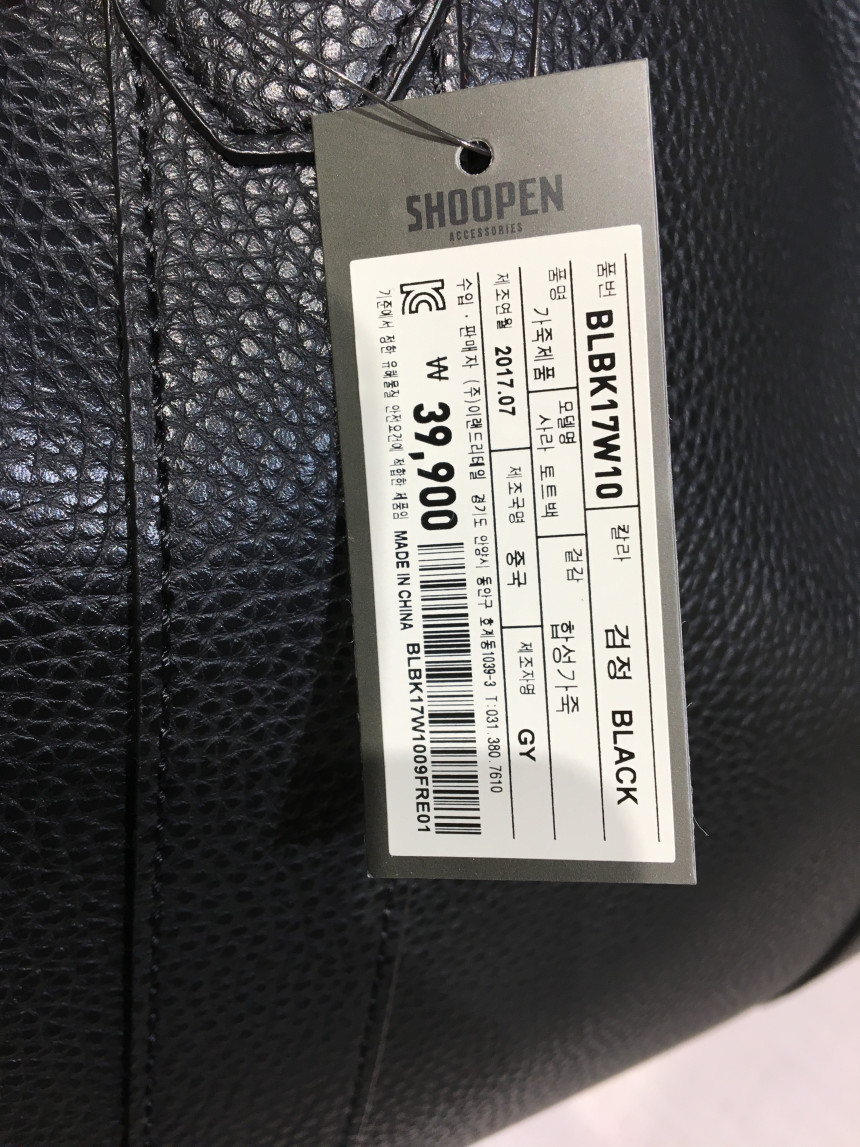 SHOOPEN
ACCESSORIES
품번 BLBK17W10 칼라 검정 BLACK
품명 가죽제품 모델명 사라 토트백 겉감 합성가죽
제조연월 2017.07 제조국명 중국 제조자명 GY
수입·판매자 (주)이랜드리테일 경기도 안양시 동안구 호계동1039-3 T:031.380.7610
₩ 39,900
기준에서 정한 유해물질 안전요건에 적합한 제품임 MADE IN CHINA BLBK17W1009FRE01